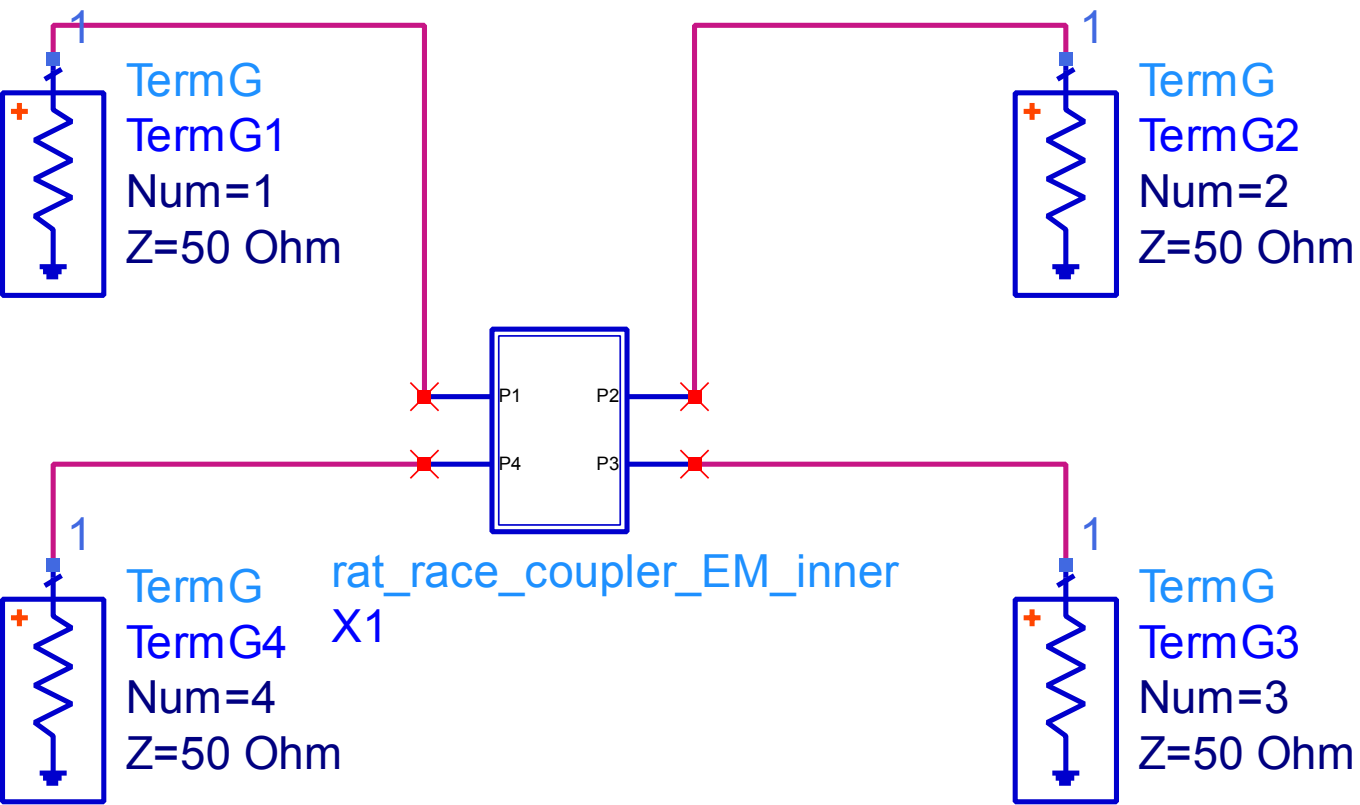 1
TermG
TermG1
Num=1
Z=50 Ohm
1
TermG
TermG2
Num=2
Z=50 Ohm
P1
P2
P4
P3
rat_race_coupler_EM_inner
X1
1
TermG
TermG4
Num=4
Z=50 Ohm
1
TermG
TermG3
Num=3
Z=50 Ohm